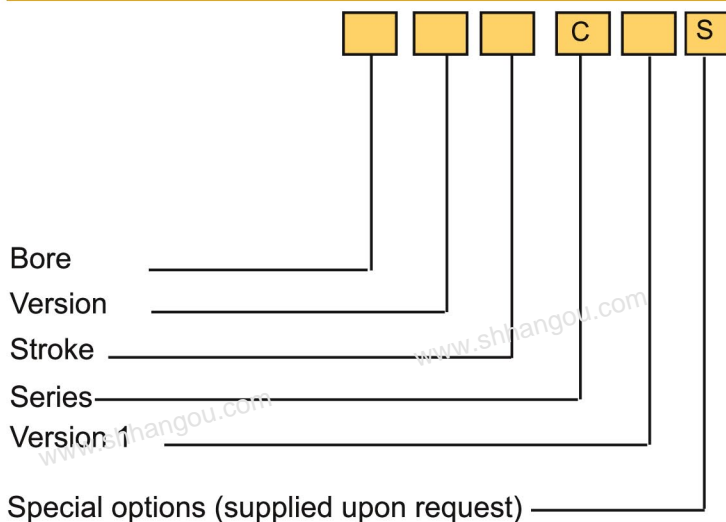 C S
Bore
Version
Stroke
www.shhangou.com
Series
www.shhangou.com
Version 1
Special options (supplied upon request)